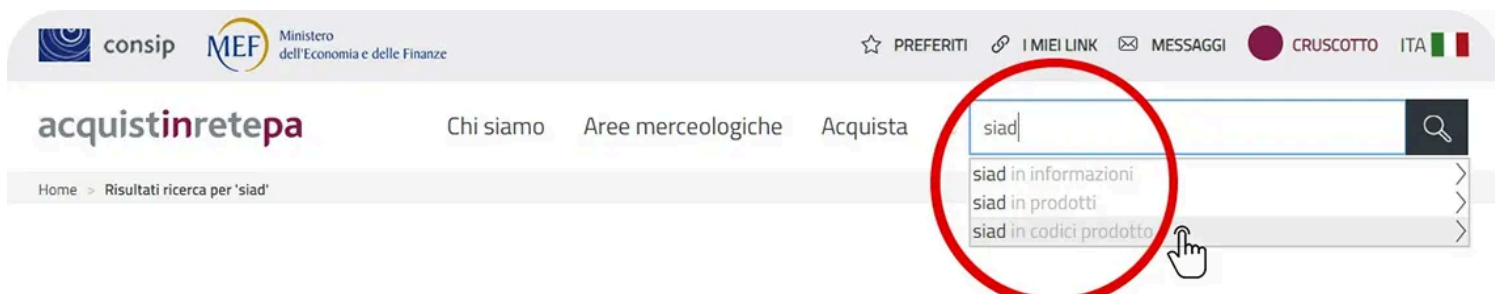 consip
MEF Ministero
dell'Economia e delle Finanze
PREFERITI I MIEI LINK MESSAGGI CRUSCOTTO ITA
acquistinretepa
Chi siamo Aree merceologiche Acquista
siad
siad in informazioni
siad in prodotti
siad in codici prodotto
Home > Risultati ricerca per 'siad'